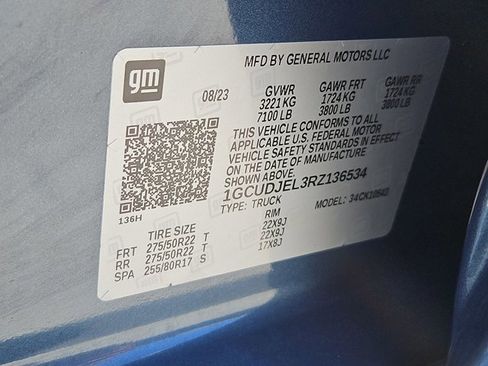 gm
MFD BY GENERAL MOTORS LLC
08/23 GVWR GAWR FRT GAWR RR
3221 KG 1724 KG 1724 KG
7100 LB 3800 LB 3800 LB
THIS VEHICLE CONFORMS TO ALL
APPLICABLE U.S. FEDERAL MOTOR
VEHICLE SAFETY STANDARDS IN EFFECT
ON THE DATE OF MANUFACTURE SHOWN ABOVE.
1GCUDJEL3RZ136534
TYPE: TRUCK MODEL:
136H
TIRE SIZE RIM
FRT 275/50R22 T 22X9J
RR 275/50R22 T 22X9J
SPA 255/80R17 S 17X8J